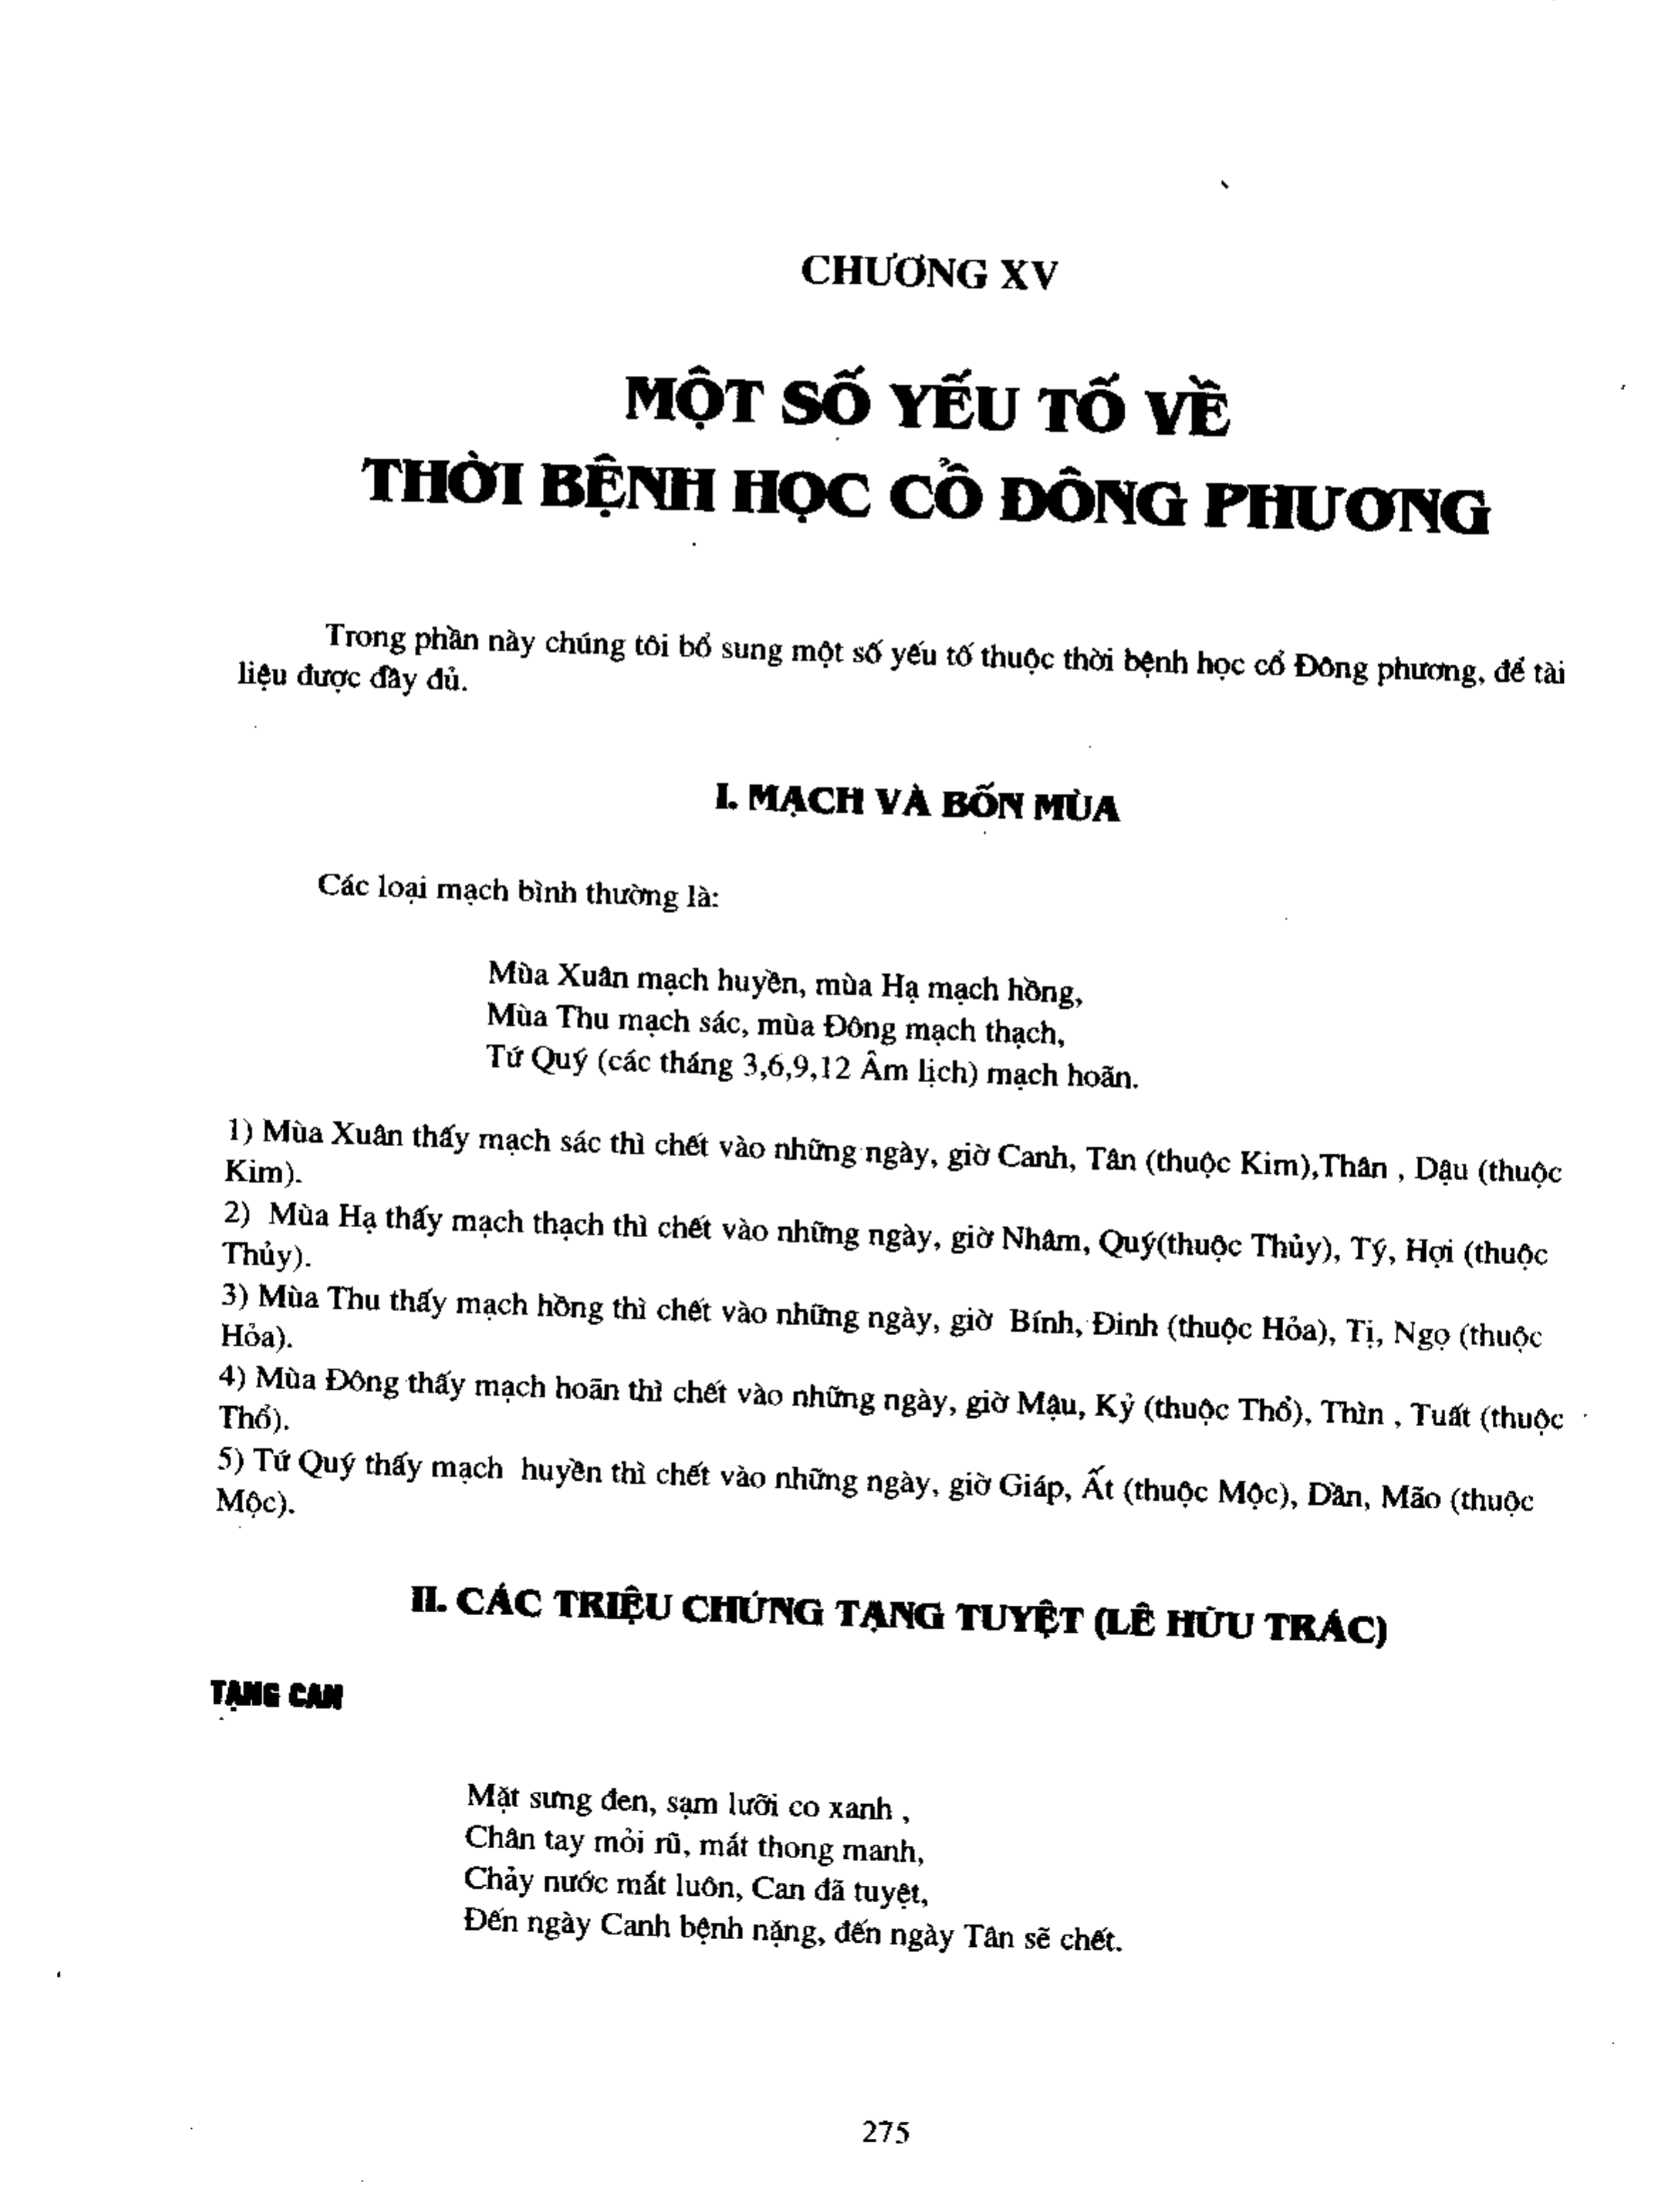 CHƯƠNG XV
MỘT SỐ YẾU TỐ VỀ
THỜI BỆNH HỌC CỔ ĐÔNG PHƯƠNG
Trong phần này chúng tôi bổ sung một số yếu tố thuộc thời bệnh học cổ Đông phương, để tài
liệu được đầy đủ.
I. MẠCH VÀ BỐN MÙA
Các loại mạch bình thường là:
Mùa Xuân mạch huyền, mùa Hạ mạch hồng,
Mùa Thu mạch sác, mùa Đông mạch thạch,
Tứ Quý (các tháng 3,6,9,12 Âm lịch) mạch hoãn.
1) Mùa Xuân thấy mạch sác thì chết vào những ngày, giờ Canh, Tân (thuộc Kim),Thân , Dậu (thuộc
Kim).
2) Mùa Hạ thấy mạch thạch thì chết vào những ngày, giờ Nhâm, Quý(thuộc Thủy), Tý, Hợi (thuộc
Thủy).
3) Mùa Thu thấy mạch hồng thì chết vào những ngày, giờ Bính, Đinh (thuộc Hỏa), Tị, Ngọ (thuộc
Hỏa).
4) Mùa Đông thấy mạch hoãn thì chết vào những ngày, giờ Mậu, Kỷ (thuộc Thổ), Thìn , Tuất (thuộc
Thổ).
5) Tứ Quý thấy mạch huyền thì chết vào những ngày, giờ Giáp, Ất (thuộc Mộc), Dần, Mão (thuộc
Mộc).
II. CÁC TRIỆU CHỨNG TẠNG TUYỆT (LÊ HỮU TRÁC)
TẠNG CAN
Mặt sưng đen, sạm lưỡi co xanh ,
Chân tay mỏi rũ, mắt thong manh,
Chảy nước mắt luôn, Can đã tuyệt,
Đến ngày Canh bệnh nặng, đến ngày Tân sẽ chết.
275